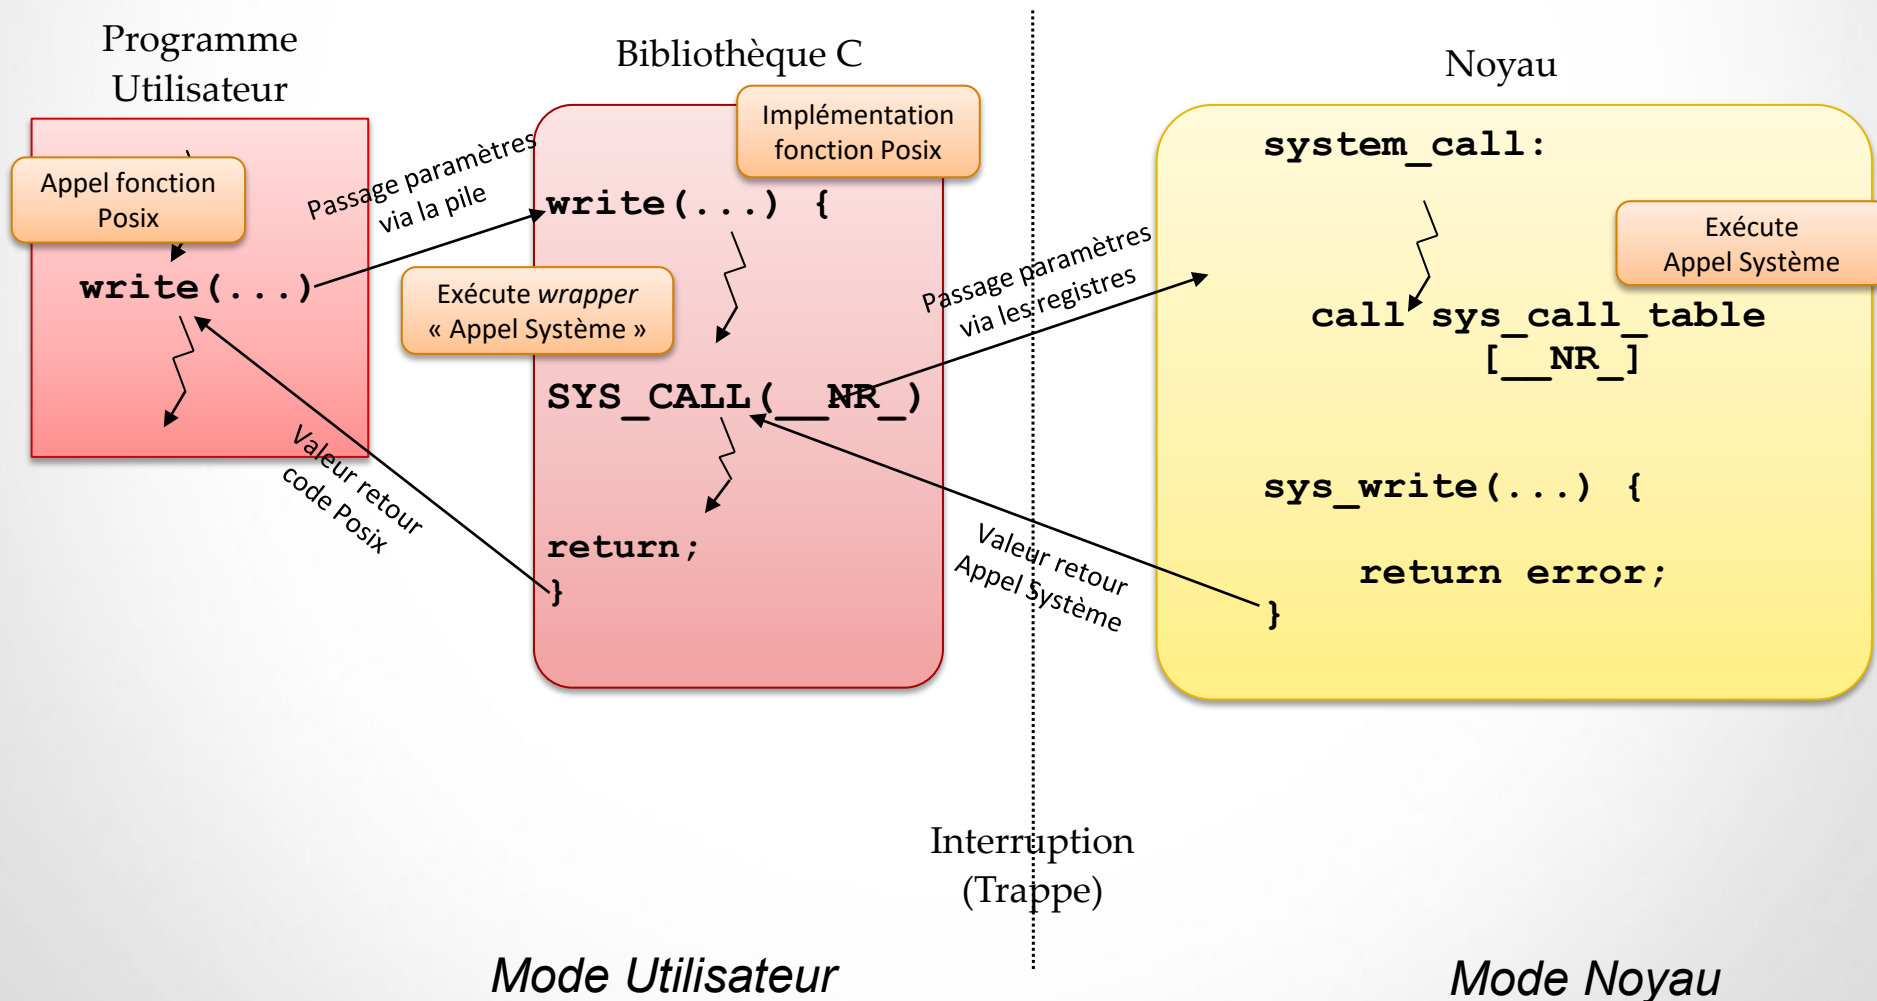 Programme
Utilisateur
Appel fonction
Posix
write(...)
Passage paramètres
via la pile
Valeur retour
code Posix
Bibliothèque C
Implémentation
fonction Posix
write(...) {
Exécute wrapper
« Appel Système »
SYS_CALL(__NR_)
return;
}
Passage paramètres
via les registres
Valeur retour
Appel Système
Noyau
system_call:
Exécute
Appel Système
call sys_call_table
[__NR_]
sys_write(...) {
return error;
}
Interruption
(Trappe)
Mode Utilisateur
Mode Noyau